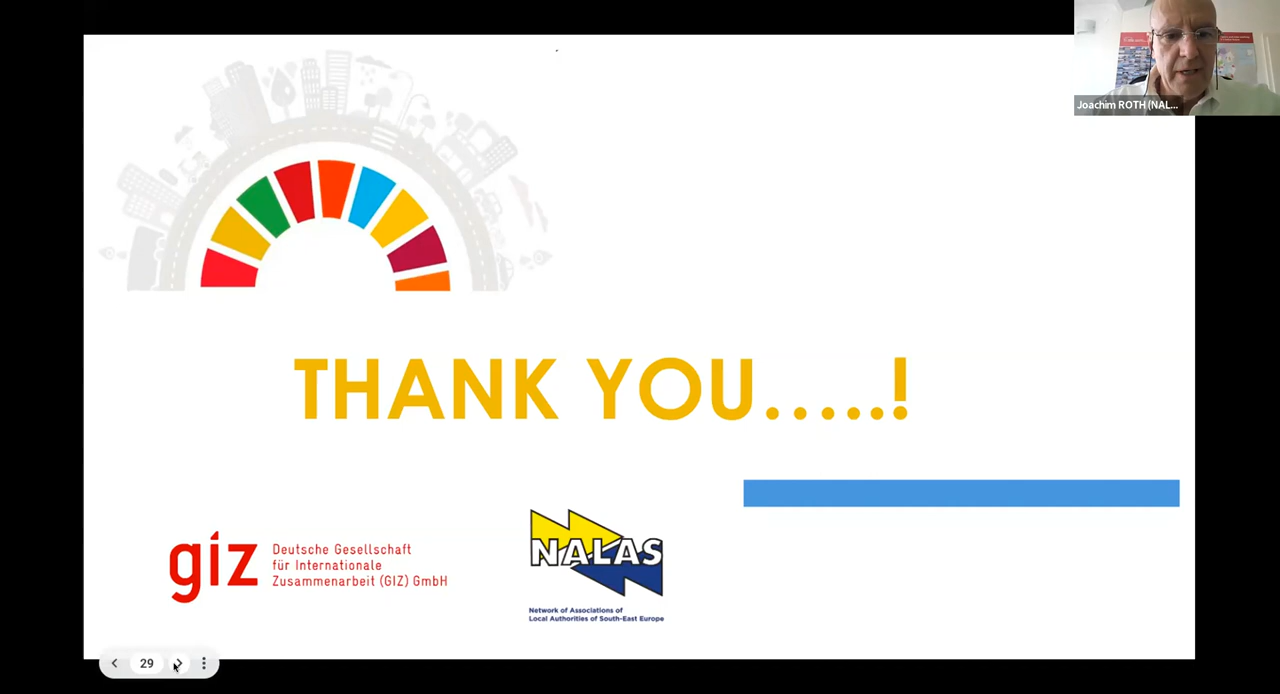 Joachim ROTH (NAL...
THANK YOU.....!
giz
Deutsche Gesellschaft
für Internationale
Zusammenarbeit (GIZ) GmbH
NALAS
Network of Associations of
Local Authorities of South-East Europe
29